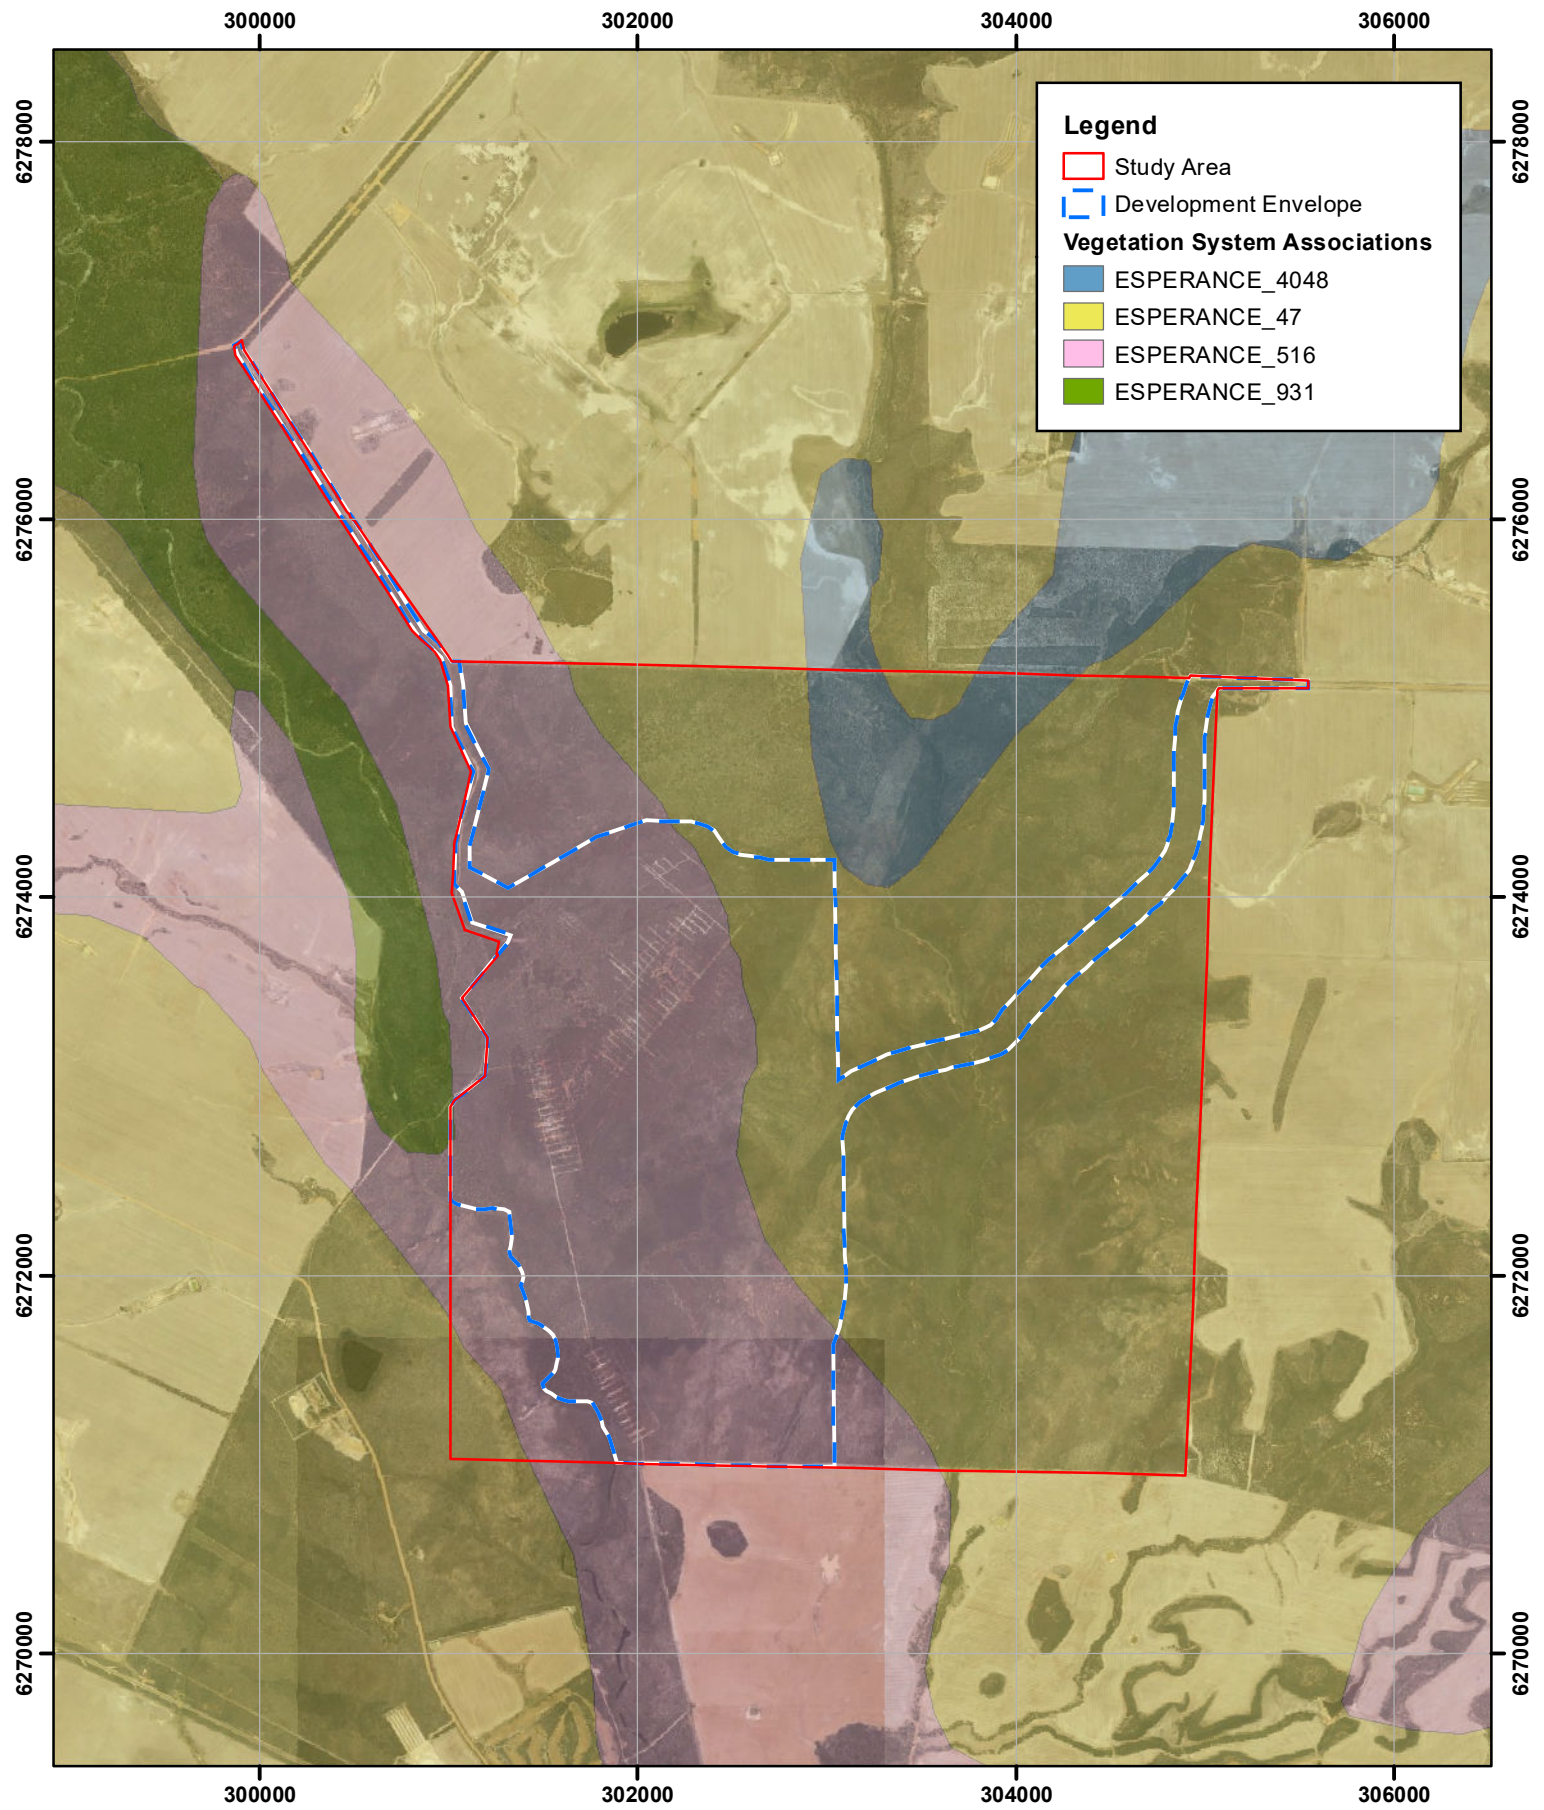 300000 302000 304000 306000
Legend
Study Area
Development Envelope
Vegetation System Associations
ESPERANCE_4048
ESPERANCE_47
ESPERANCE_516
ESPERANCE_931
6278000 6278000
6276000 6276000
6274000 6274000
6272000 6272000
6270000 6270000
300000 302000 304000 306000